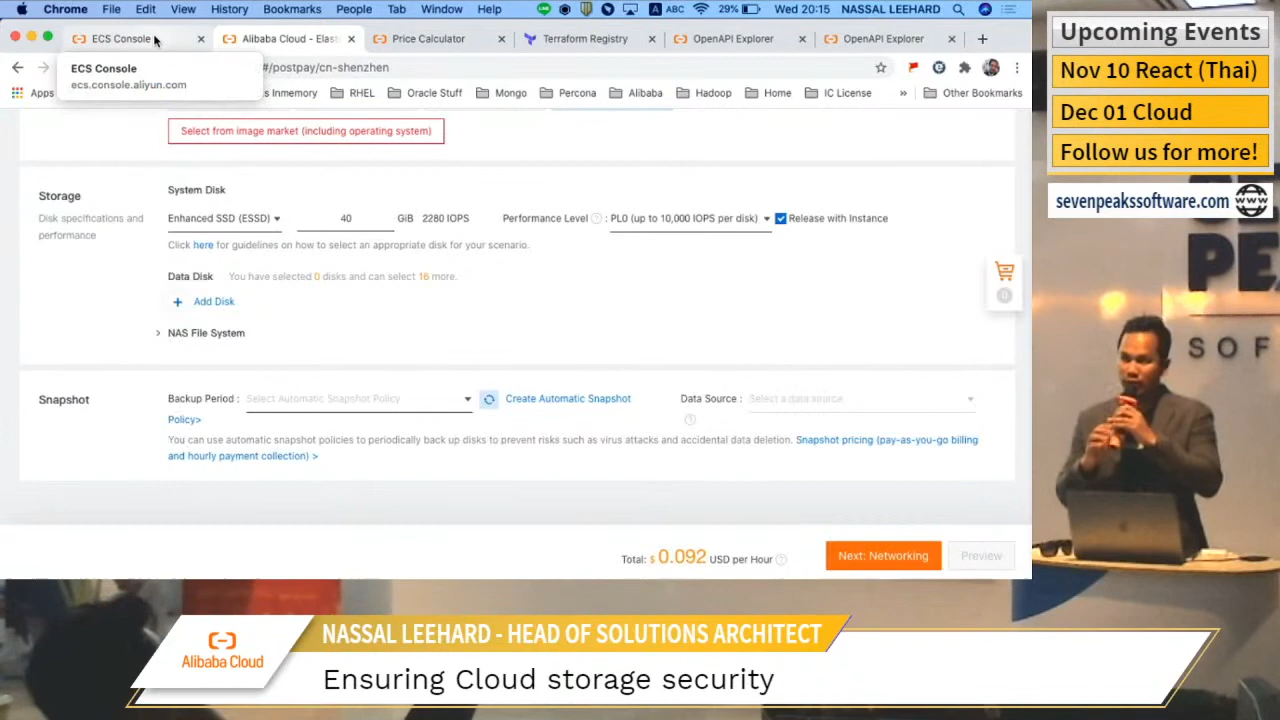 Chrome File Edit View History Bookmarks People Tab Window Help ABC 29% Wed 20:15 NASSAL LEEHARD
ECS Console
Alibaba Cloud - Elas
Price Calculator
Terraform Registry
OpenAPI Explorer
OpenAPI Explorer
#/postpay/cn-shenzhen
ECS Console
ecs.console.aliyun.com
Apps
Inmemory
RHEL
Oracle Stuff
Mongo
Percona
Alibaba
Hadoop
Home
IC License
»
Other Bookmarks
Select from image market (including operating system)
Storage
Disk specifications and
performance
System Disk
Enhanced SSD (ESSD) 40 GiB 2280 IOPS Performance Level : PL0 (up to 10,000 IOPS per disk) Release with Instance
Click here for guidelines on how to select an appropriate disk for your scenario.
Data Disk You have selected 0 disks and can select 16 more.
+ Add Disk
> NAS File System
0
Snapshot
Backup Period : Select Automatic Snapshot Policy Create Automatic Snapshot
Policy>
Data Source : Select a data source
You can use automatic snapshot policies to periodically back up disks to prevent risks such as virus attacks and accidental data deletion. Snapshot pricing (pay-as-you-go billing
and hourly payment collection) >
Total: $ 0.092 USD per Hour
Next: Networking
Preview
Upcoming Events
Nov 10 React (Thai)
Dec 01 Cloud
Follow us for more!
sevenpeakssoftware.com
PEA
SOF
Alibaba Cloud
NASSAL LEEHARD - HEAD OF SOLUTIONS ARCHITECT
Ensuring Cloud storage security